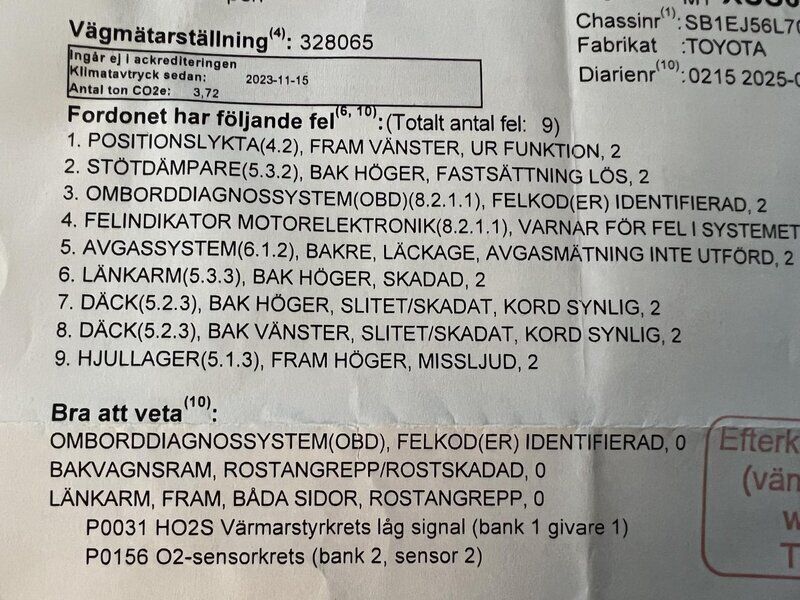 Vägmätarställning(4): 328065
Chassinr(1):SB1EJ56L70
Fabrikat :TOYOTA
Diarienr(10):0215 2025-0
Ingår ej i ackrediteringen
Klimatavtryck sedan: 2023-11-15
Antal ton CO2e: 3,72
Fordonet har följande fel(6, 10):(Totalt antal fel: 9)
1. POSITIONSLYKTA(4.2), FRAM VÄNSTER, UR FUNKTION, 2
2. STÖTDÄMPARE(5.3.2), BAK HÖGER, FASTSÄTTNING LÖS, 2
3. OMBORDDIAGNOSSYSTEM(OBD)(8.2.1.1), FELKOD(ER) IDENTIFIERAD, 2
4. FELINDIKATOR MOTORELEKTRONIK(8.2.1.1), VARNAR FÖR FEL I SYSTEMET
5. AVGASSYSTEM(6.1.2), BAKRE, LÄCKAGE, AVGASMÄTNING INTE UTFÖRD, 2
6. LÄNKARM(5.3.3), BAK HÖGER, SKADAD, 2
7. DÄCK(5.2.3), BAK HÖGER, SLITET/SKADAT, KORD SYNLIG, 2
8. DÄCK(5.2.3), BAK VÄNSTER, SLITET/SKADAT, KORD SYNLIG, 2
9. HJULLAGER(5.1.3), FRAM HÖGER, MISSLJUD, 2
Bra att veta(10):
OMBORDDIAGNOSSYSTEM(OBD), FELKOD(ER) IDENTIFIERAD, 0
BAKVAGNSRAM, ROSTANGREPP/ROSTSKADAD, 0
LÄNKARM, FRAM, BÅDA SIDOR, ROSTANGREPP, 0
P0031 HO2S Värmarstyrkrets låg signal (bank 1 givare 1)
P0156 O2-sensorkrets (bank 2, sensor 2)
Efterk
(vän
w
T